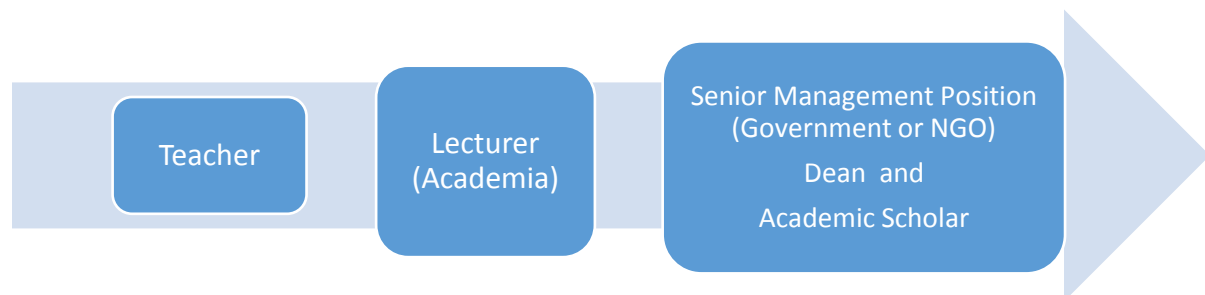 Teacher
Lecturer
(Academia)
Senior Management Position
(Government or NGO)
Dean  and
Academic Scholar